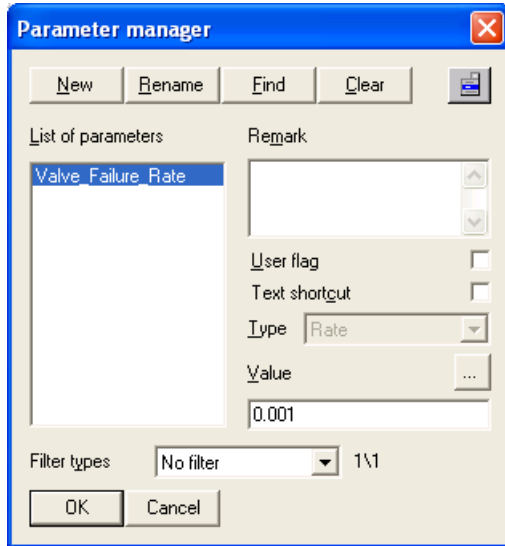 Parameter manager
New Rename Find Clear
List of parameters Remark
Valve_Failure_Rate
User flag
Text shortcut
Type Rate
Value ...
0.001
Filter types No filter 1\1
OK Cancel